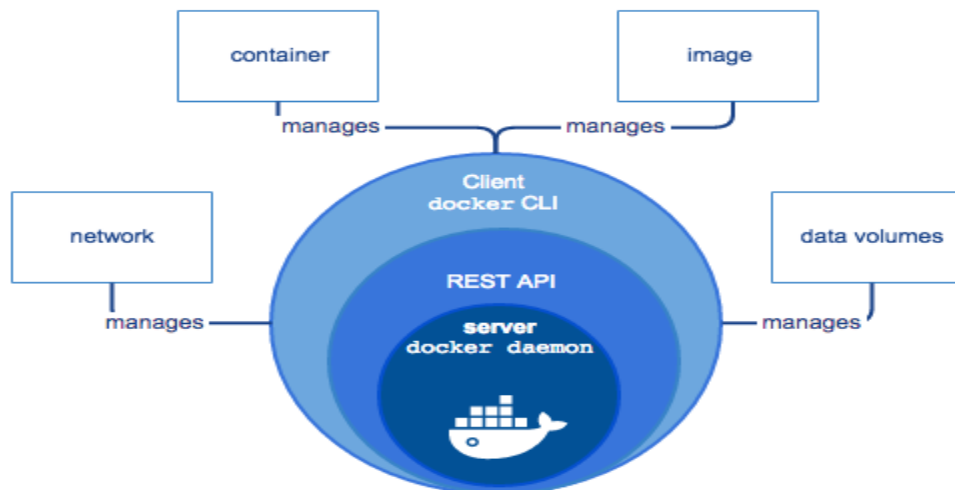 container
image
manages
manages
Client
docker CLI
network
data volumes
REST API
manages
manages
server
docker daemon